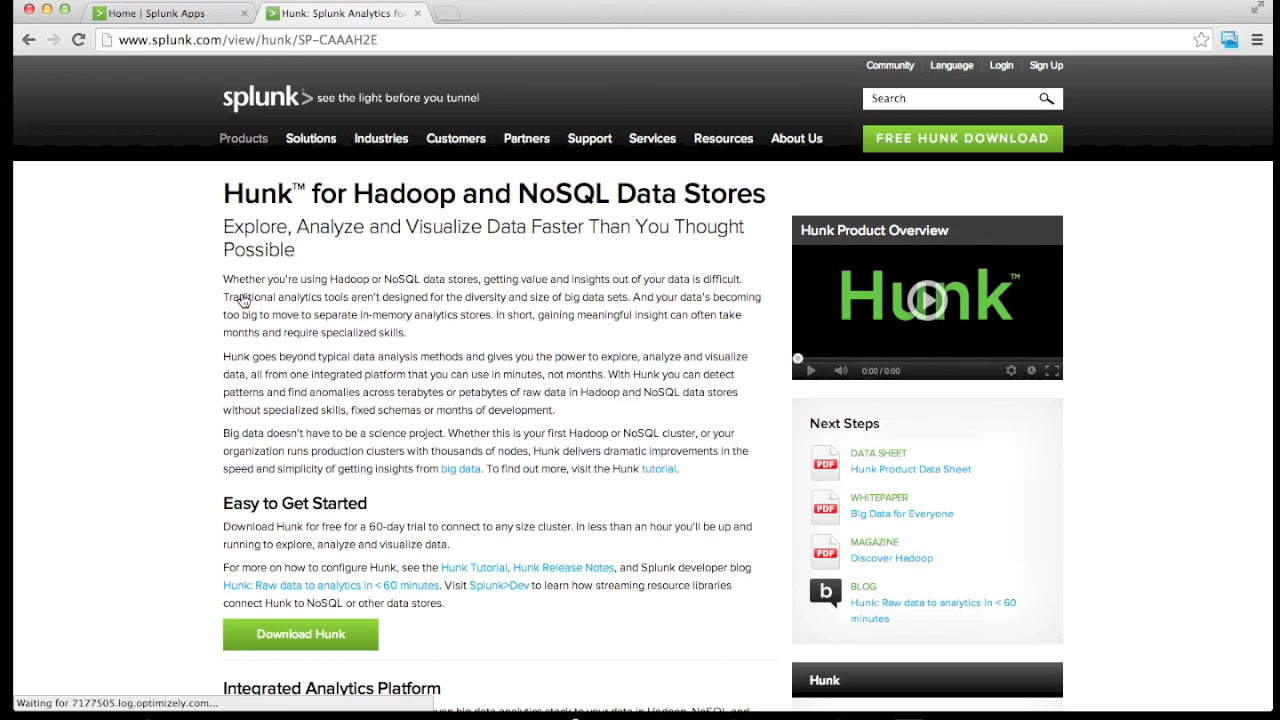 Home | Splunk Apps
Hunk: Splunk Analytics for
www.splunk.com/view/hunk/SP-CAAAH2E
Community
Language
Login
Sign Up
splunk> see the light before you tunnel
Search
Products
Solutions
Industries
Customers
Partners
Support
Services
Resources
About Us
FREE HUNK DOWNLOAD
Hunk™ for Hadoop and NoSQL Data Stores
Explore, Analyze and Visualize Data Faster Than You Thought
Possible
Whether you're using Hadoop or NoSQL data stores, getting value and insights out of your data is difficult.
Traditional analytics tools aren't designed for the diversity and size of big data sets. And your data's becoming
too big to move to separate in-memory analytics stores. In short, gaining meaningful insight can often take
months and require specialized skills.
Hunk goes beyond typical data analysis methods and gives you the power to explore, analyze and visualize
data, all from one integrated platform that you can use in minutes, not months. With Hunk you can detect
patterns and find anomalies across terabytes or petabytes of raw data in Hadoop and NoSQL data stores
without specialized skills, fixed schemas or months of development.
Big data doesn't have to be a science project. Whether this is your first Hadoop or NoSQL cluster, or your
organization runs production clusters with thousands of nodes, Hunk delivers dramatic improvements in the
speed and simplicity of getting insights from big data. To find out more, visit the Hunk tutorial.
Easy to Get Started
Download Hunk for free for a 60-day trial to connect to any size cluster. In less than an hour you'll be up and
running to explore, analyze and visualize data.
For more on how to configure Hunk, see the Hunk Tutorial, Hunk Release Notes, and Splunk developer blog
Hunk: Raw data to analytics in < 60 minutes. Visit Splunk>Dev to learn how streaming resource libraries
connect Hunk to NoSQL or other data stores.
Download Hunk
Integrated Analytics Platform
Hunk Product Overview
Hunk™
0:00 / 0:00
Next Steps
PDF
DATA SHEET
Hunk Product Data Sheet
PDF
WHITEPAPER
Big Data for Everyone
PDF
MAGAZINE
Discover Hadoop
b
BLOG
Hunk: Raw data to analytics in < 60
minutes
Hunk
Waiting for 7177505.log.optimizely.com...